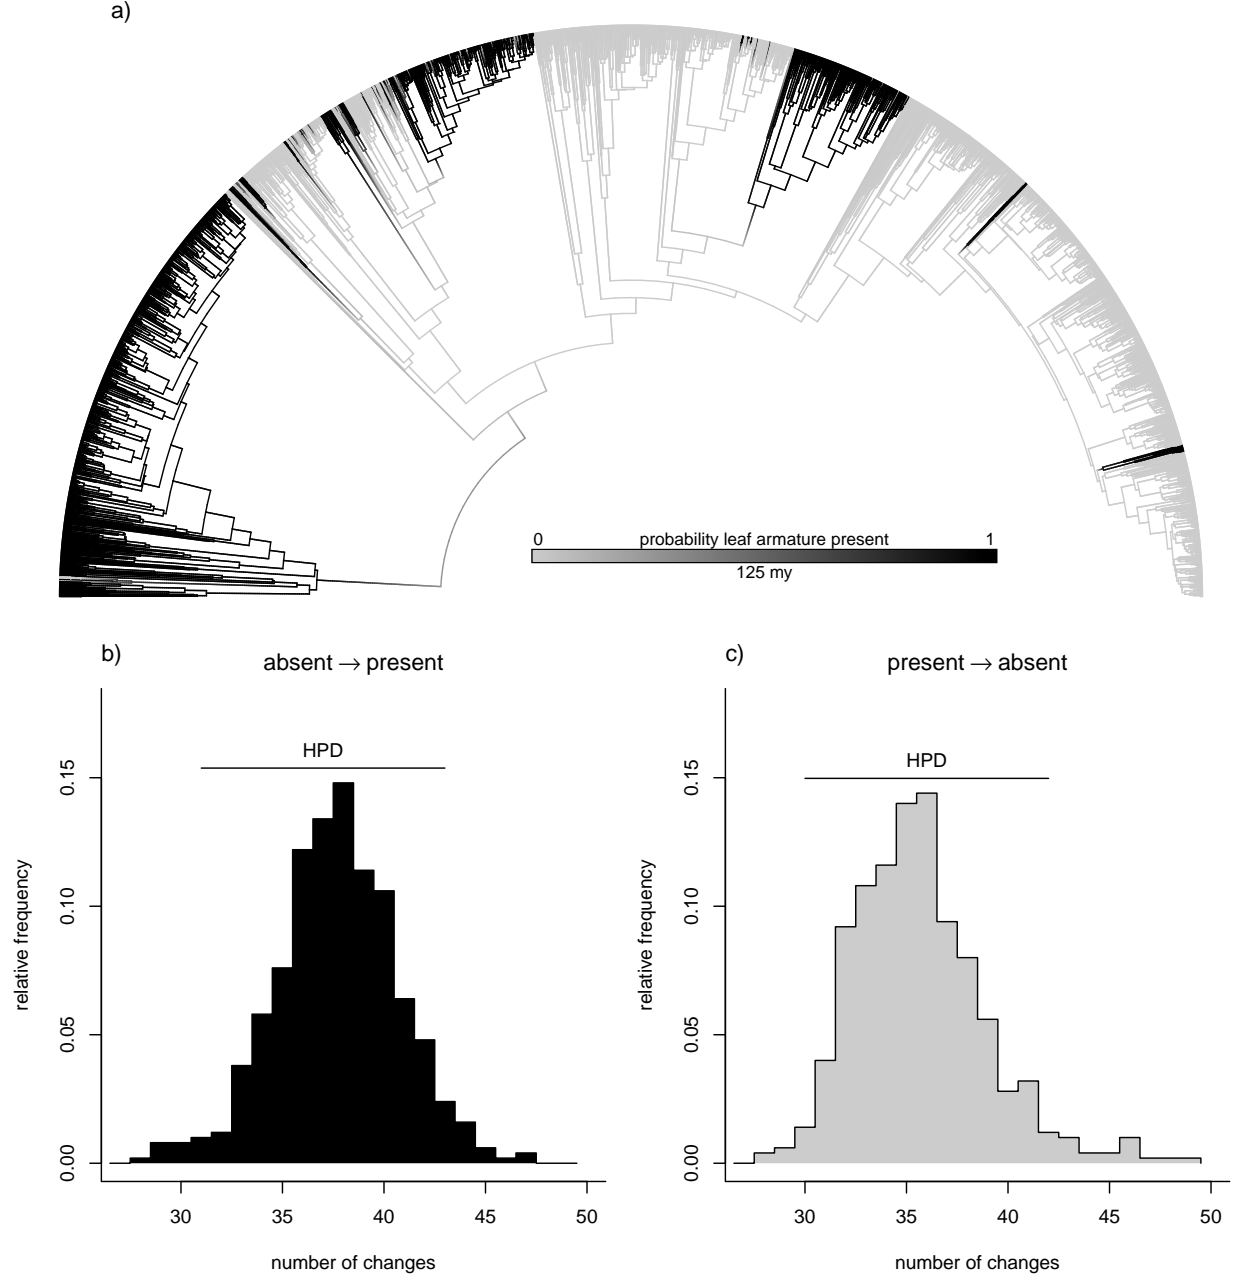 a)
0 probability leaf armature present 1
125 my
b)
absent → present
HPD
relative frequency
0.15
0.10
0.05
0.00
30 35 40 45 50
number of changes
c)
present → absent
HPD
relative frequency
0.15
0.10
0.05
0.00
30 35 40 45 50
number of changes